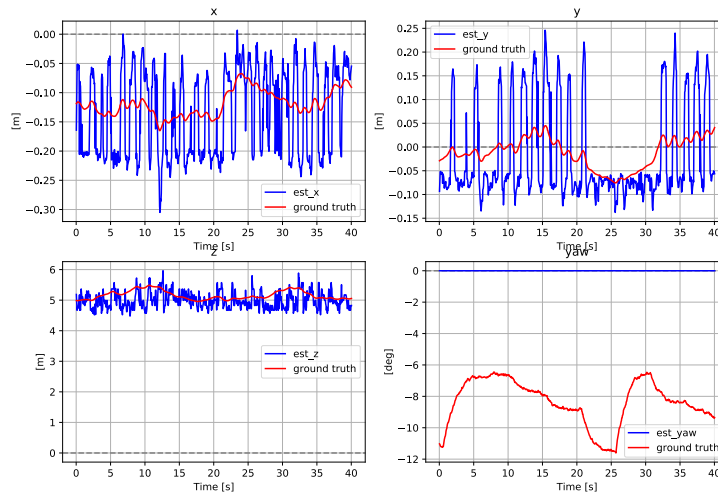 x
0.00
−0.05
−0.10
−0.15
−0.20
−0.25
−0.30
[m]
est_x
ground truth
0 5 10 15 20 25 30 35 40
Time [s]
y
0.25
0.20
0.15
0.10
0.05
0.00
−0.05
−0.10
−0.15
[m]
est_y
ground truth
0 5 10 15 20 25 30 35 40
Time [s]
z
6
5
4
3
2
1
0
[m]
est_z
ground truth
0 5 10 15 20 25 30 35 40
Time [s]
yaw
0
−2
−4
−6
−8
−10
−12
[deg]
est_yaw
ground truth
0 5 10 15 20 25 30 35 40
Time [s]